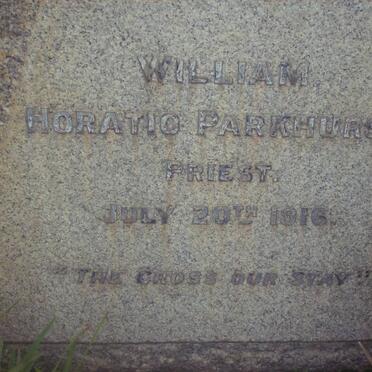 WILLIAM
HORATIO PARKHURS
PRIEST.
JULY 20TH 1916.
"THE CROSS OUR STAY"